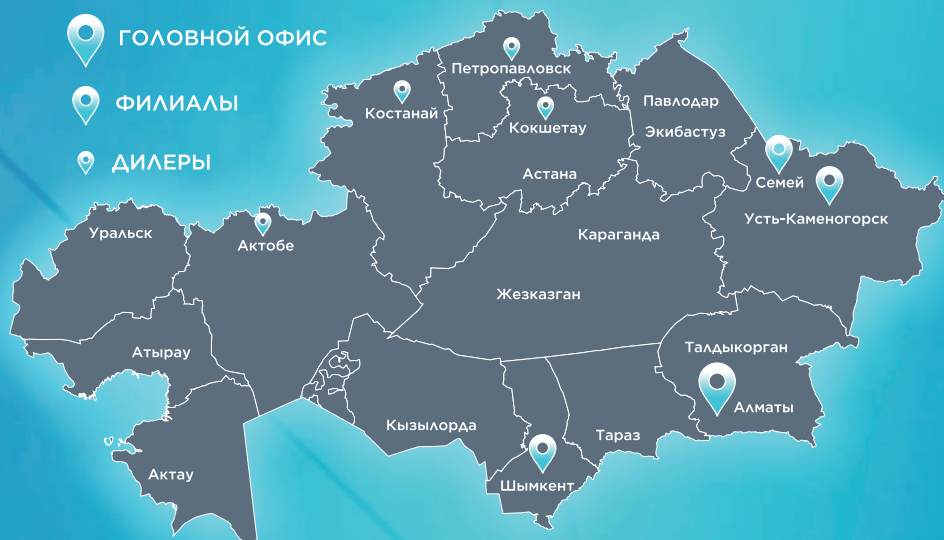 ГОЛОВНОЙ ОФИС
ФИЛИАЛЫ
ДИЛЕРЫ
Петропавловск
Костанай
Кокшетау
Павлодар
Экибастуз
Астана
Семей
Усть-Каменогорск
Уральск
Актобе
Караганда
Жезказган
Атырау
Талдыкорган
Алматы
Кызылорда
Тараз
Актау
Шымкент